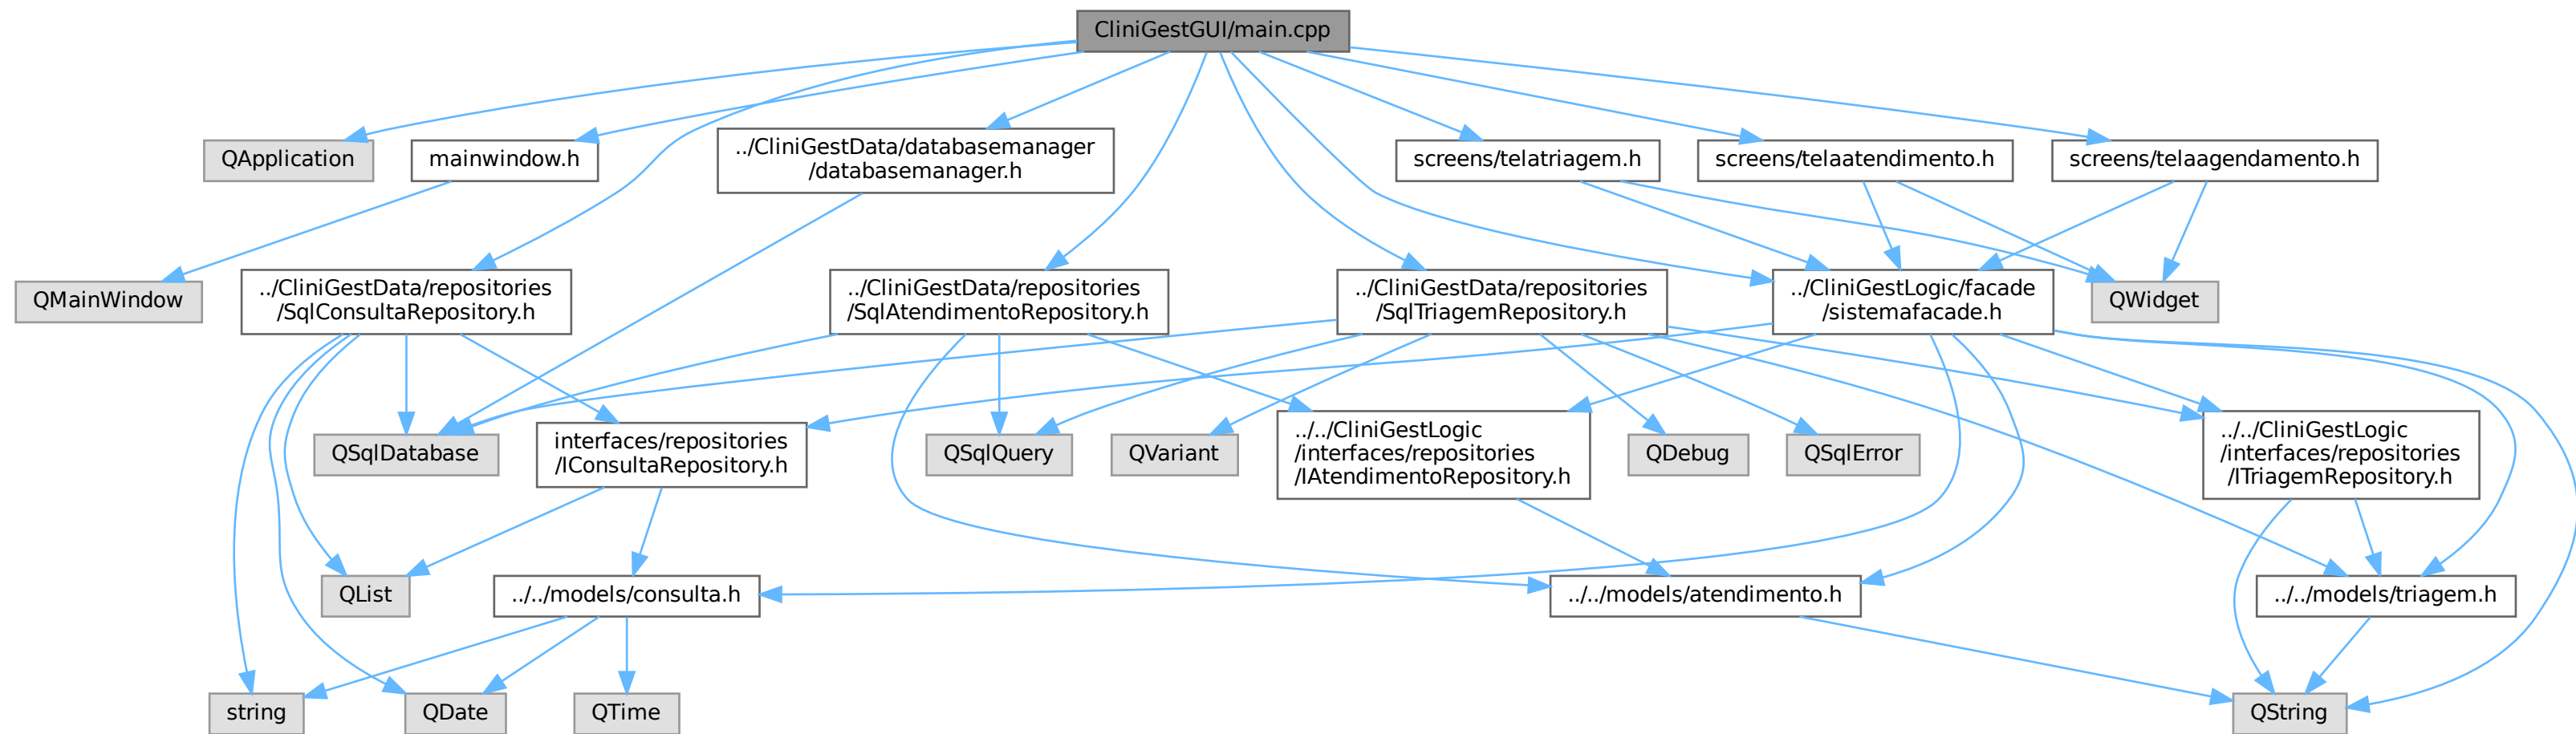 CliniGestGUI/main.cpp
QApplication
mainwindow.h
../CliniGestData/databasemanager
/databasemanager.h
screens/telatriagem.h
screens/telaatendimento.h
screens/telaagendamento.h
QMainWindow
../CliniGestData/repositories
/SqlConsultaRepository.h
../CliniGestData/repositories
/SqlAtendimentoRepository.h
../CliniGestData/repositories
/SqlTriagemRepository.h
../CliniGestLogic/facade
/sistemafacade.h
QWidget
QSqlDatabase
interfaces/repositories
/IConsultaRepository.h
QSqlQuery
QVariant
../../CliniGestLogic
/interfaces/repositories
/IAtendimentoRepository.h
QDebug
QSqlError
../../CliniGestLogic
/interfaces/repositories
/ITriagemRepository.h
QList
../../models/consulta.h
../../models/atendimento.h
../../models/triagem.h
string
QDate
QTime
QString